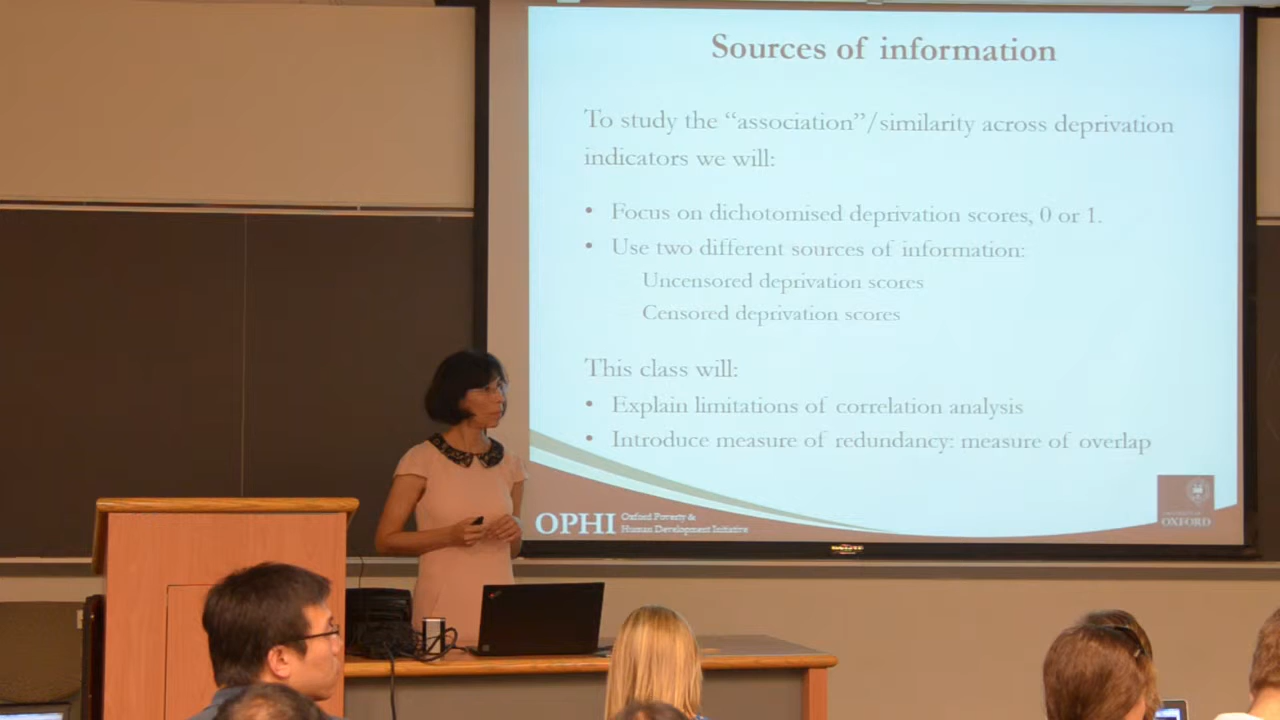 Sources of information
To study the “association”/similarity across deprivation
indicators we will:
• Focus on dichotomised deprivation scores, 0 or 1.
• Use two different sources of information:
Uncensored deprivation scores
Censored deprivation scores
This class will:
• Explain limitations of correlation analysis
• Introduce measure of redundancy: measure of overlap
OPHI
Oxford Poverty &
Human Development Initiative
UNIVERSITY OF
OXFORD